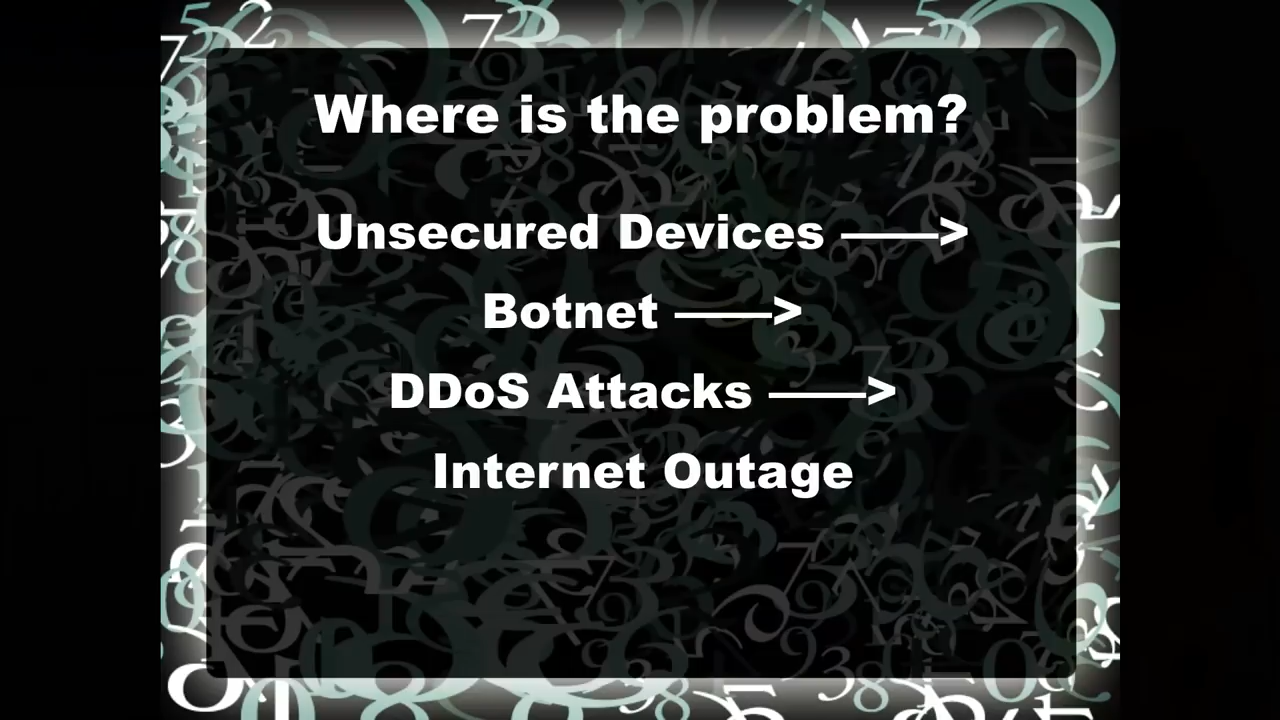 Where is the problem?
Unsecured Devices ——>
Botnet ——>
DDoS Attacks ——>
Internet Outage